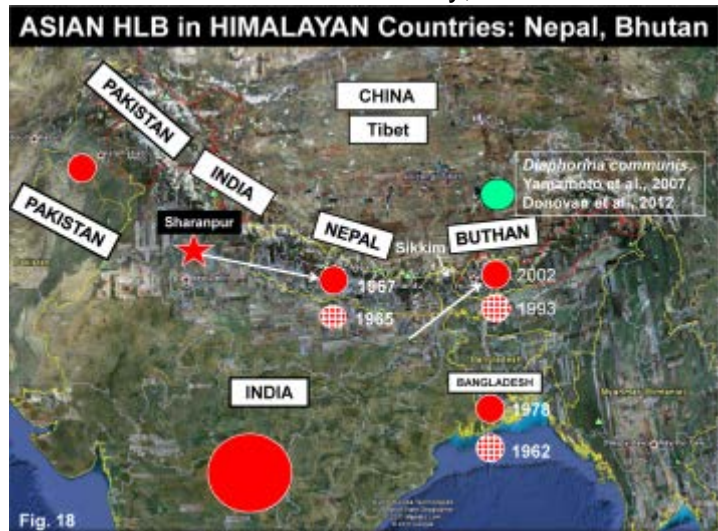 ASIAN HLB in HIMALAYAN Countries: Nepal, Bhutan
PAKISTAN
CHINA
Tibet
INDIA
Diaphorina communis,
Yamamoto et al., 2007,
Donovan et al., 2012
PAKISTAN
Sharanpur
NEPAL
Sikkim
BUTHAN
1967
2002
1965
1993
INDIA
BANGLADESH
1978
1962
Fig. 18